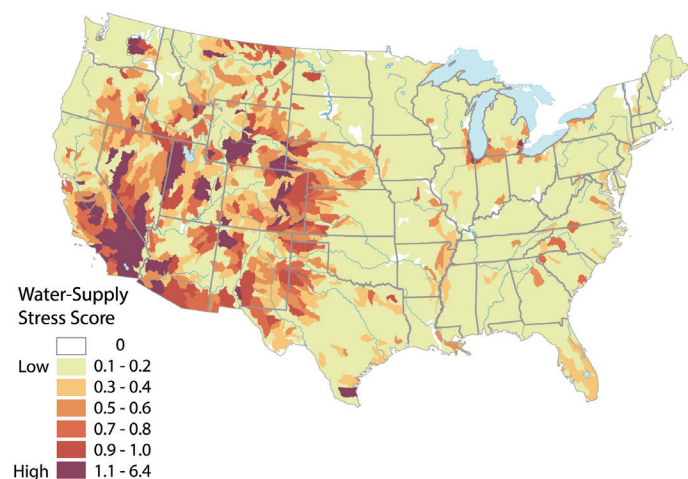 Water-Supply
Stress Score
0
Low 0.1 - 0.2
0.3 - 0.4
0.5 - 0.6
0.7 - 0.8
0.9 - 1.0
High 1.1 - 6.4